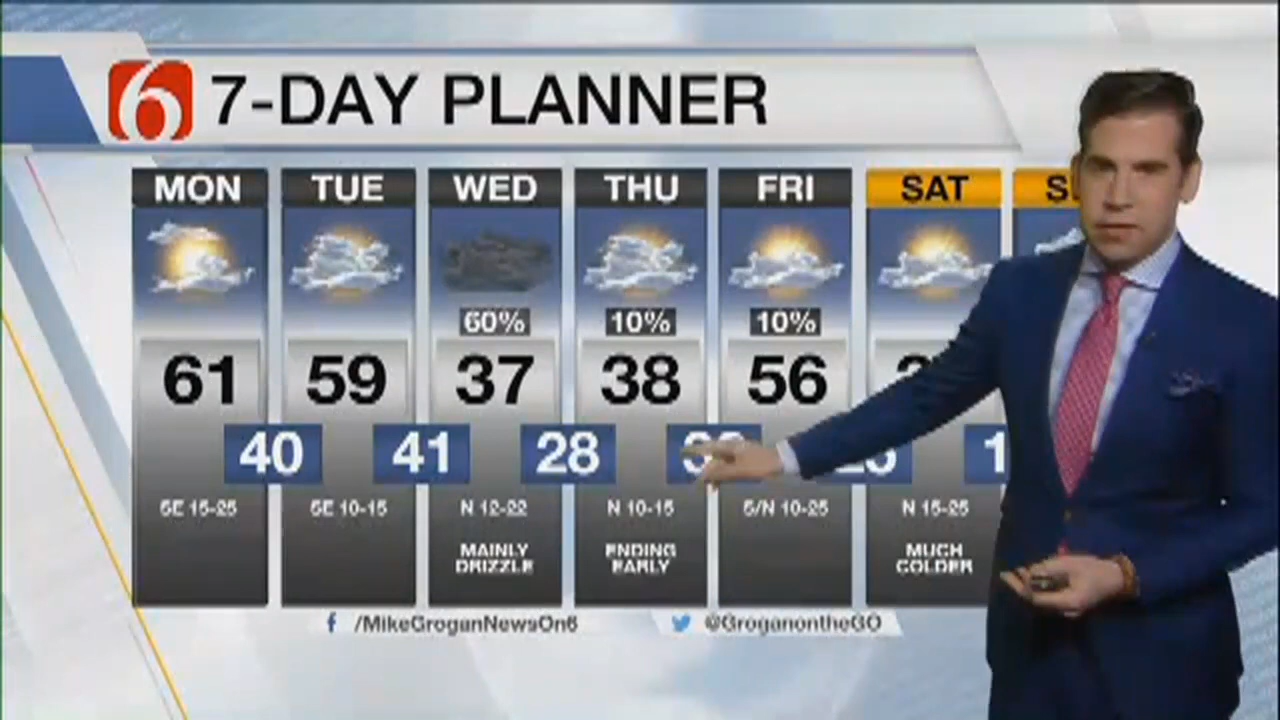 6 7-DAY PLANNER
MON TUE WED THU FRI SAT
60% 10% 10%
61 59 37 38 56
40 41 28
SE 15-25 SE 10-15 N 12-22 N 10-15 S/N 10-25 N 15-25
MAINLY DRIZZLE ENDING EARLY MUCH COLDER
/MikeGroganNewsOn6 @GroganontheGO